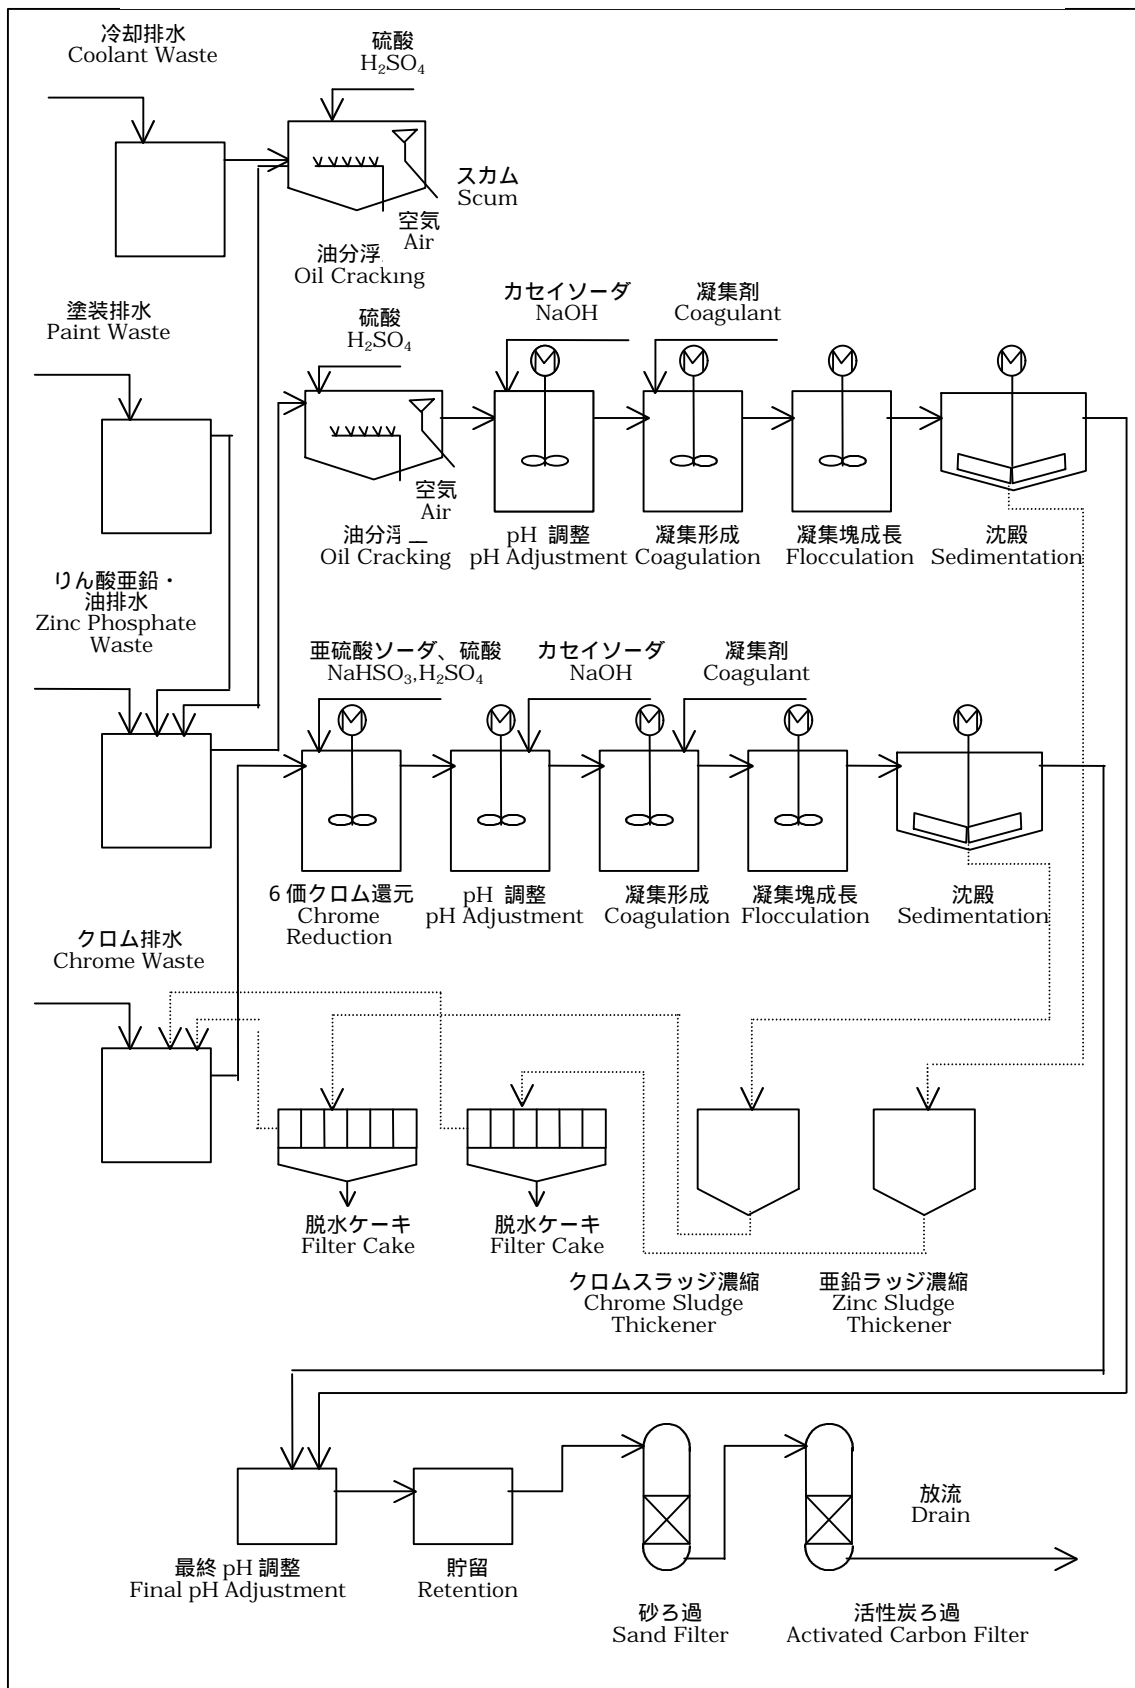 冷却排水
Coolant Waste
硫酸
H₂SO₄
スカム
Scum
空気
Air
油分浮
Oil Cracking
塗装排水
Paint Waste
硫酸
H₂SO₄
カセイソーダ
NaOH
凝集剤
Coagulant
空気
Air
油分浮
Oil Cracking
pH 調整
pH Adjustment
凝集形成
Coagulation
凝集塊成長
Flocculation
沈殿
Sedimentation
りん酸亜鉛・
油排水
Zinc Phosphate
Waste
亜硫酸ソーダ、硫酸
NaHSO₃,H₂SO₄
カセイソーダ
NaOH
凝集剤
Coagulant
6 価クロム還元
Chrome
Reduction
pH 調整
pH Adjustment
凝集形成
Coagulation
凝集塊成長
Flocculation
沈殿
Sedimentation
クロム排水
Chrome Waste
脱水ケーキ
Filter Cake
脱水ケーキ
Filter Cake
クロムスラッジ濃縮
Chrome Sludge
Thickener
亜鉛ラッジ濃縮
Zinc Sludge
Thickener
最終 pH 調整
Final pH Adjustment
貯留
Retention
砂ろ過
Sand Filter
活性炭ろ過
Activated Carbon Filter
放流
Drain